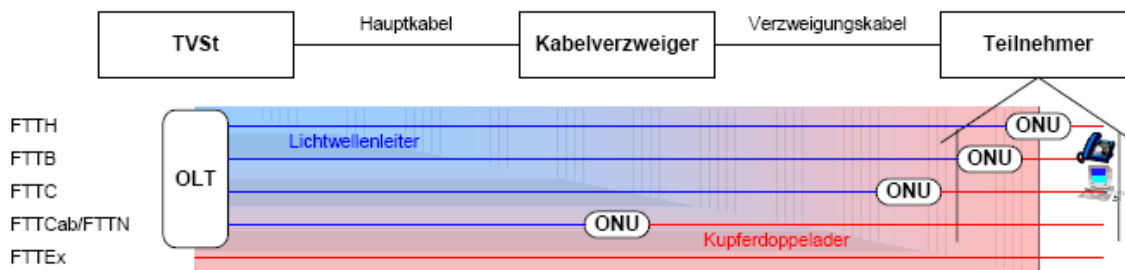 Hauptkabel
Verzweigungskabel
TVSt
Kabelverzweiger
Teilnehmer
FTTH
ONU
Lichtwellenleiter
FTTB
ONU
OLT
FTTC
ONU
FTTCab/FTTN
ONU
Kupferdoppelader
FTTEx